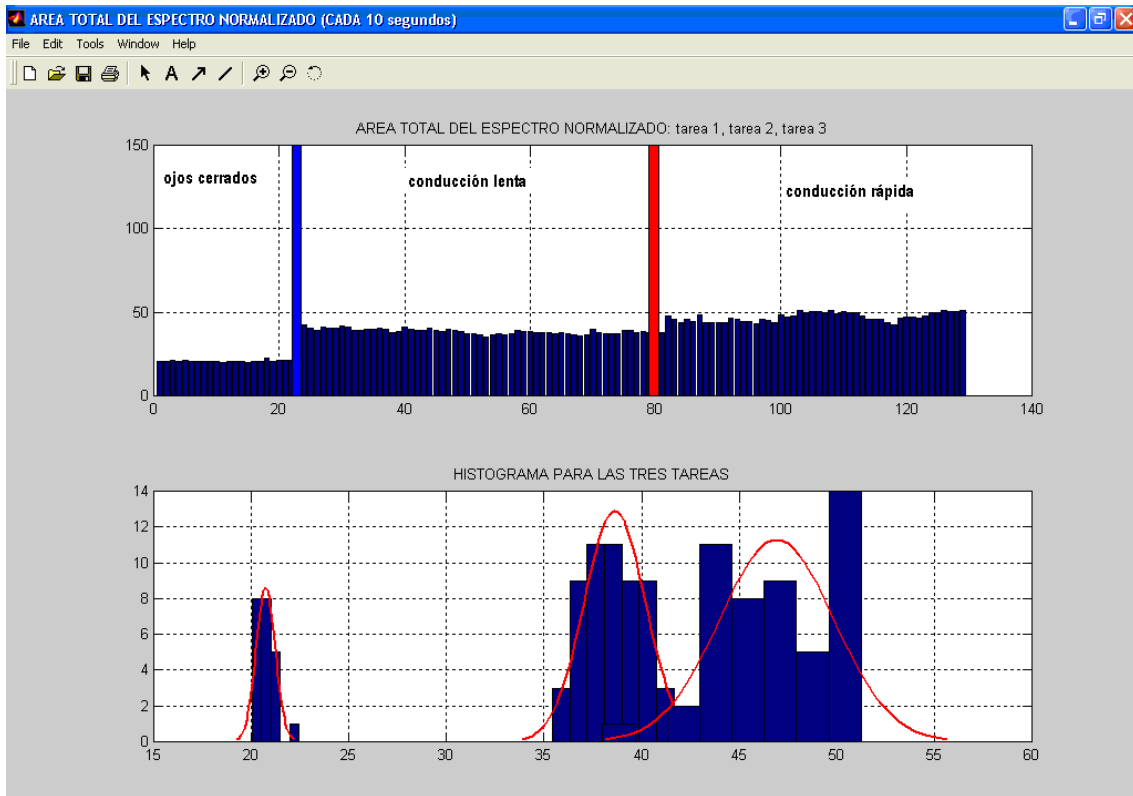 AREA TOTAL DEL ESPECTRO NORMALIZADO (CADA 10 segundos)
File Edit Tools Window Help
A
AREA TOTAL DEL ESPECTRO NORMALIZADO: tarea 1, tarea 2, tarea 3
150
100
50
0
ojos cerrados
conducción lenta
conducción rápida
0 20 40 60 80 100 120 140
HISTOGRAMA PARA LAS TRES TAREAS
14
12
10
8
6
4
2
0
15 20 25 30 35 40 45 50 55 60